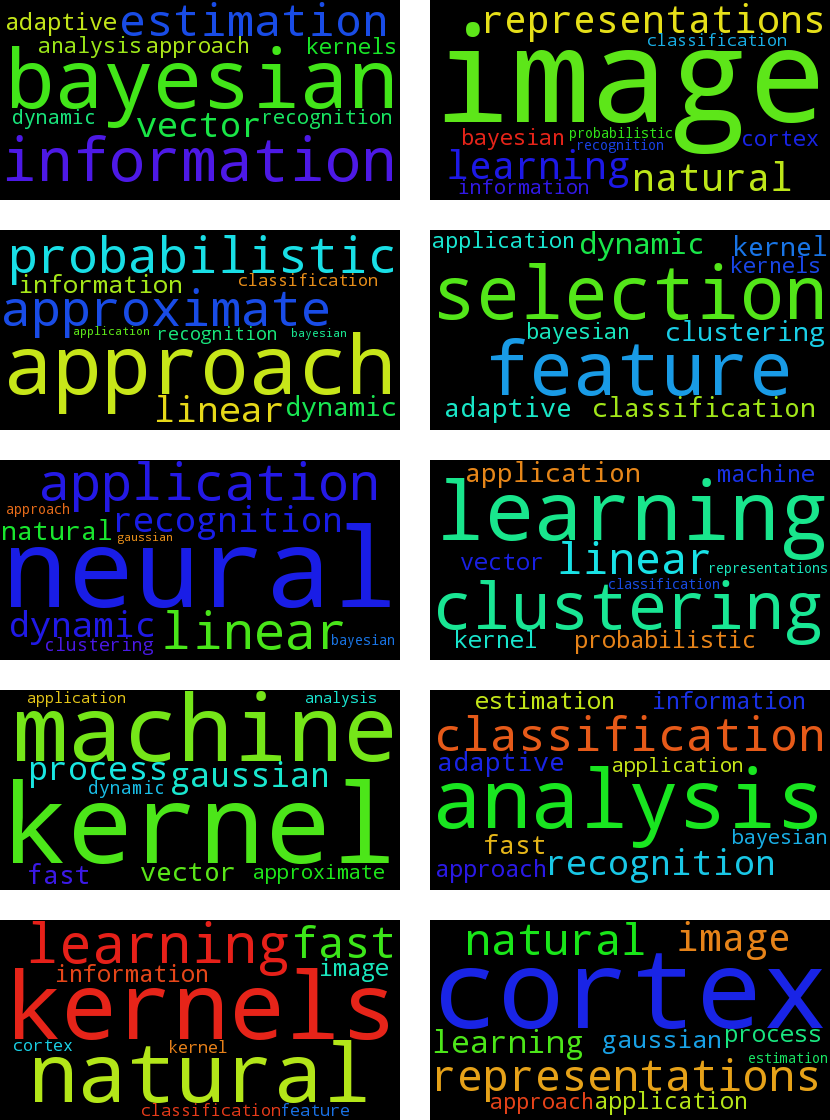 adaptive estimation
analysis approach kernels
bayesian
dynamic vector recognition
information
representations
classification
image
bayesian probabilistic cortex
recognition
learning
information natural
probabilistic
information classification
approximate
application recognition bayesian
approach
linear dynamic
application dynamic kernel
kernels
selection
bayesian clustering
feature
adaptive classification
application
approach
natural recognition
gaussian
neural
dynamic linear
clustering bayesian
application machine
learning
vector linear representations
classification
clustering
kernel probabilistic
application analysis
machine
process gaussian
dynamic
kernel
fast vector approximate
estimation information
classification
adaptive application
analysis
fast bayesian
approach recognition
learning fast
information image
kernels
cortex kernel
natural
classification feature
natural image
cortex
learning gaussian process
estimation
representations
approach application